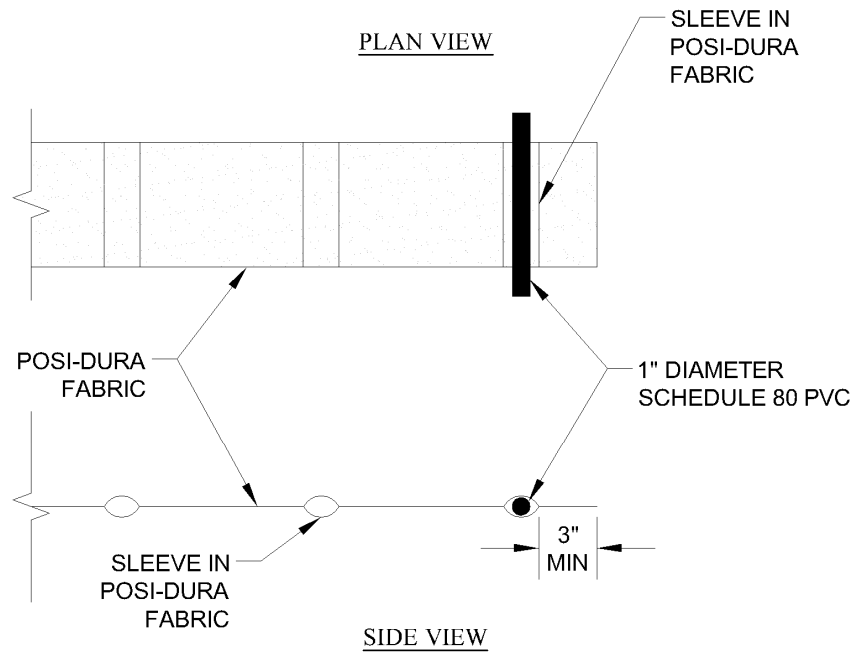 PLAN VIEW
SLEEVE IN
POSI-DURA
FABRIC
POSI-DURA
FABRIC
1" DIAMETER
SCHEDULE 80 PVC
SLEEVE IN
POSI-DURA
FABRIC
3"
MIN
SIDE VIEW